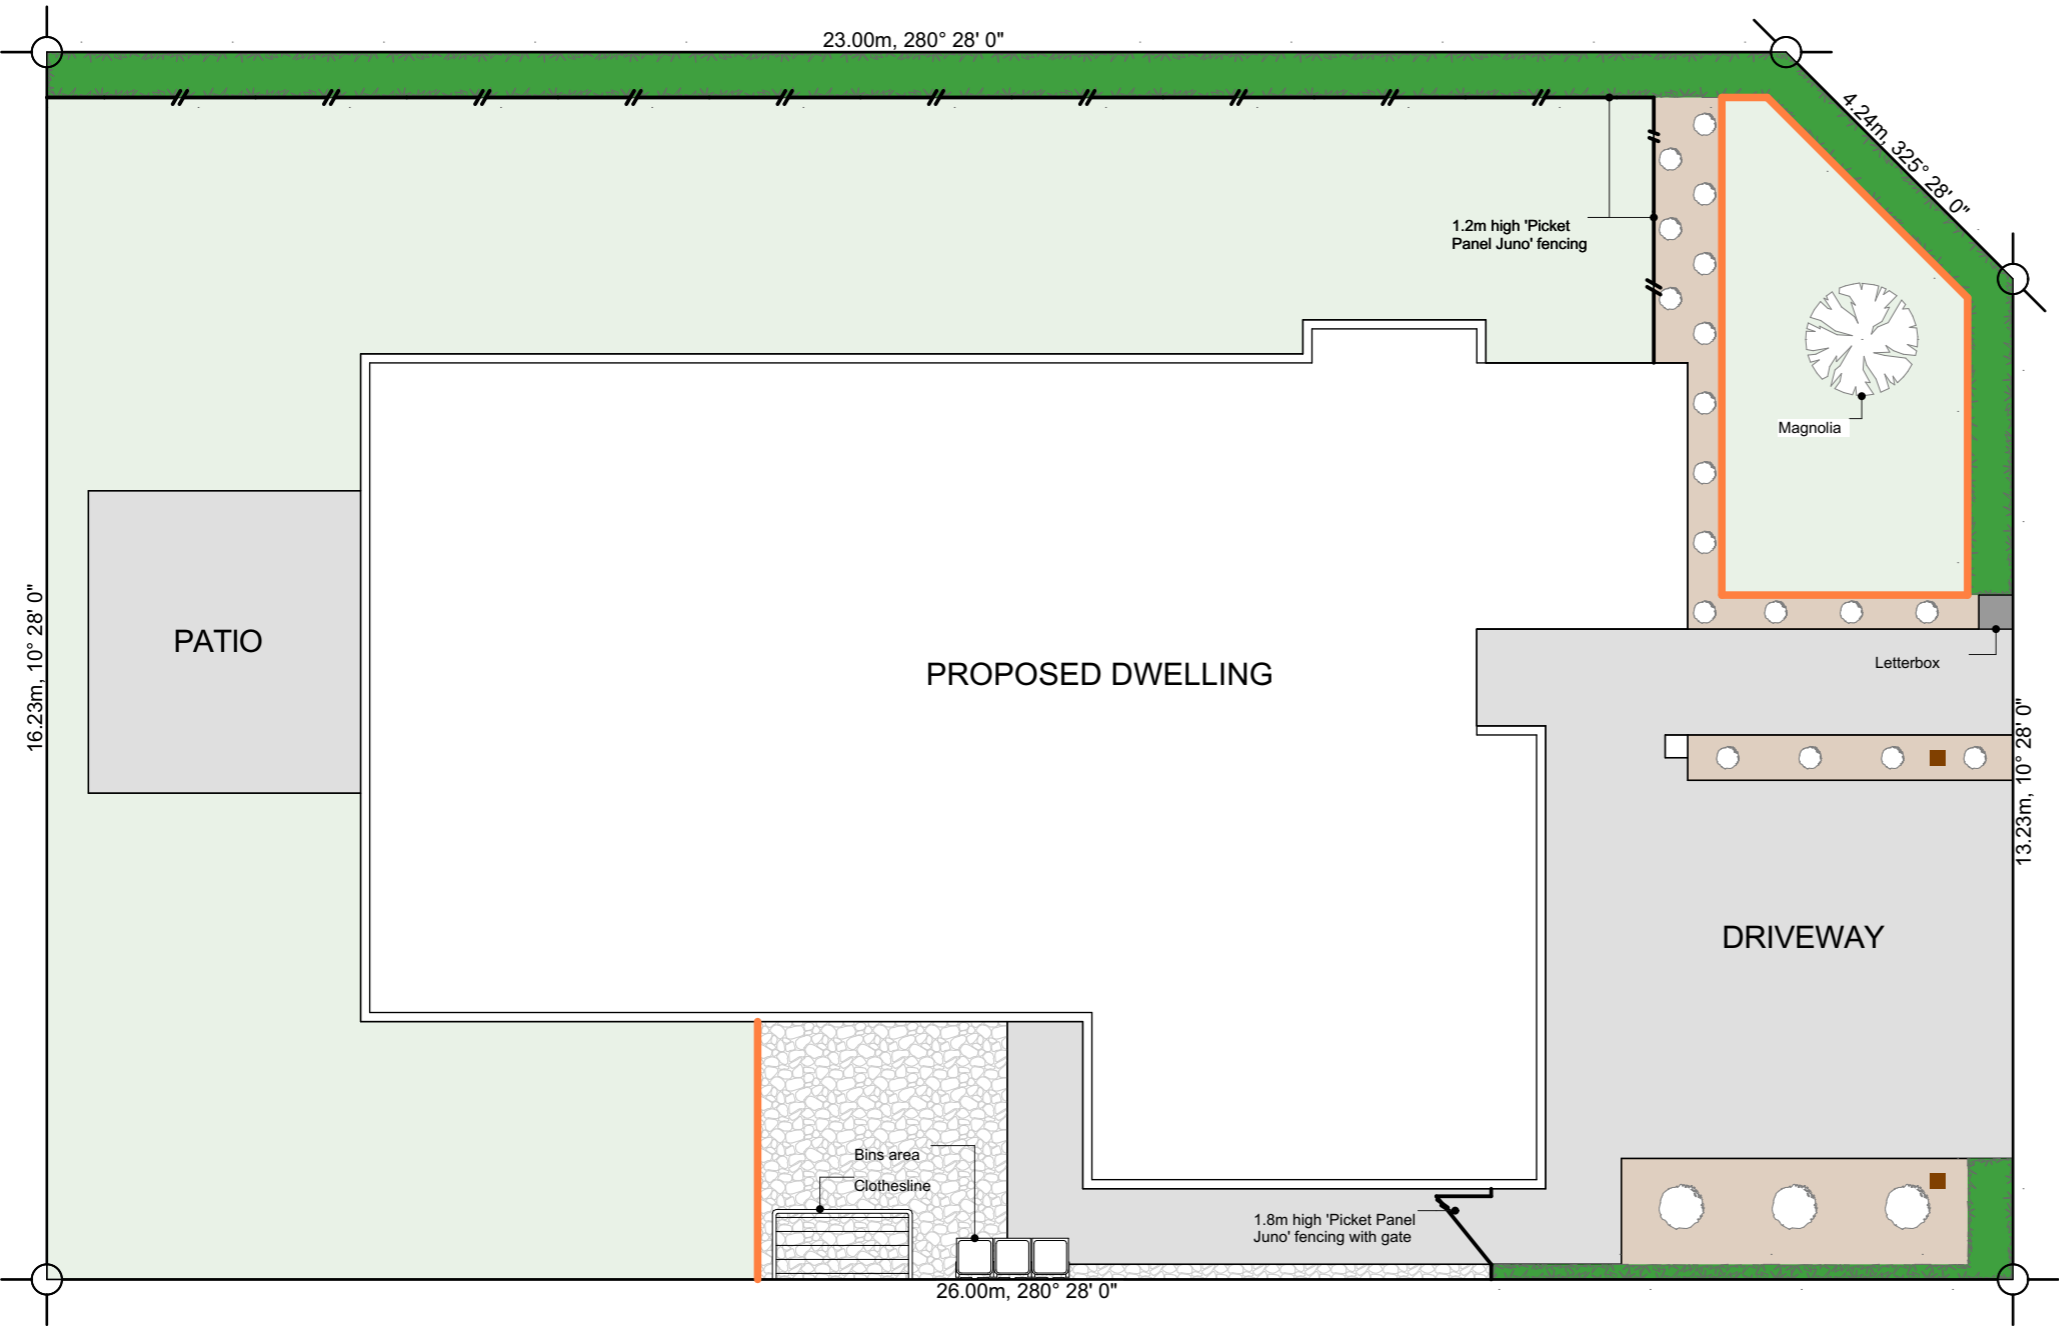 23.00m, 280° 28' 0"
4.24m, 325° 28' 0"
1.2m high 'Picket
Panel Juno' fencing
Magnolia
16.23m, 10° 28' 0"
PATIO
PROPOSED DWELLING
Letterbox
13.23m, 10° 28' 0"
DRIVEWAY
Bins area
Clothesline
1.8m high 'Picket Panel
Juno' fencing with gate
26.00m, 280° 28' 0"